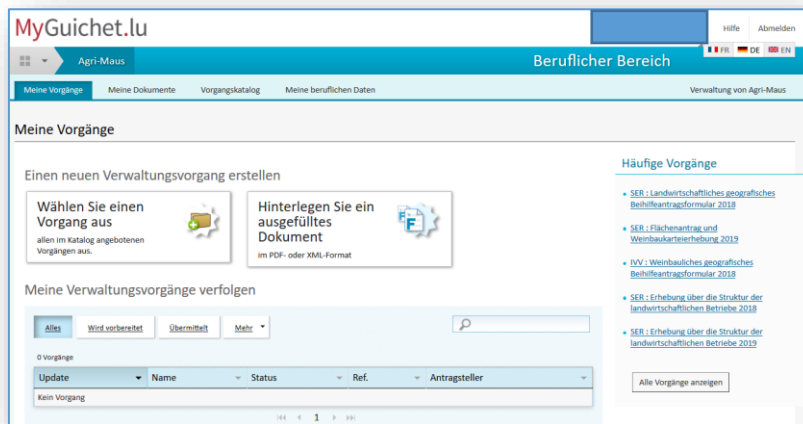 MyGuichet.lu
Hilfe Abmelden
FR DE EN
Agri-Maus Beruflicher Bereich
Meine Vorgänge Meine Dokumente Vorgangskatalog Meine beruflichen Daten Verwaltung von Agri-Maus
Meine Vorgänge
Einen neuen Verwaltungsvorgang erstellen
Wählen Sie einen
Vorgang aus
allen im Katalog angebotenen
Vorgängen aus.
Hinterlegen Sie ein
ausgefülltes
Dokument
im PDF- oder XML-Format
F F
Meine Verwaltungsvorgänge verfolgen
Alles Wird vorbereitet Übermittelt Mehr
0 Vorgänge
Update Name Status Ref. Antragsteller
Kein Vorgang
1
Häufige Vorgänge
SER : Landwirtschaftliches geografisches
Beihilfeantragsformular 2018
SER : Flächenantrag und
Weinbaukarteierhebung 2019
IVV : Weinbauliches geografisches
Beihilfeantragsformular 2018
SER : Erhebung über die Struktur der
landwirtschaftlichen Betriebe 2018
SER : Erhebung über die Struktur der
landwirtschaftlichen Betriebe 2019
Alle Vorgänge anzeigen